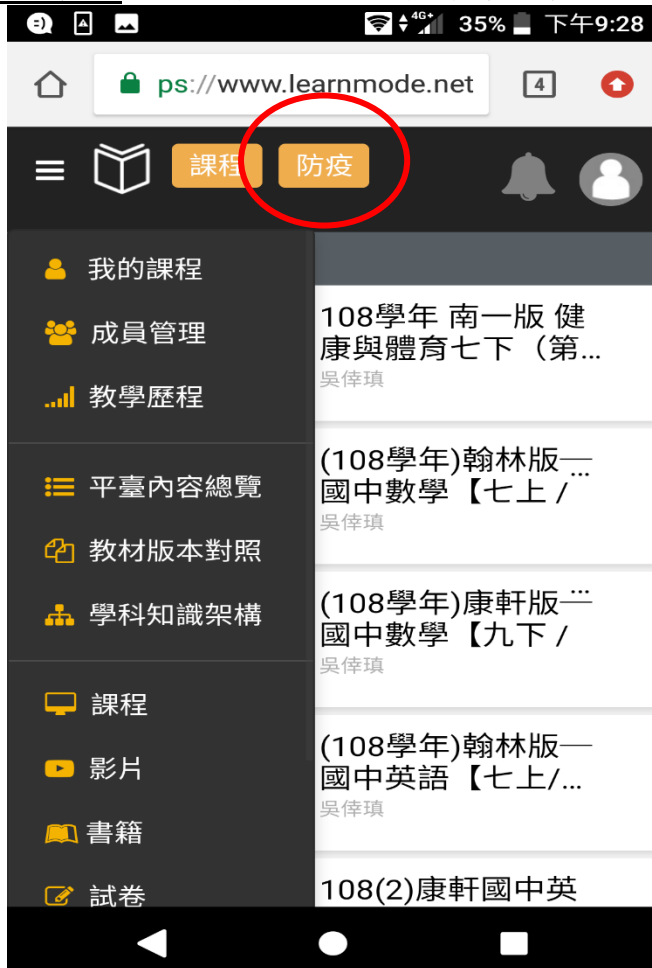 35% 下午9:28
4G+
ps://www.learnmode.net
4
課程 防疫
我的課程
成員管理
教學歷程
平臺內容總覽
教材版本對照
學科知識架構
課程
影片
書籍
試卷
108學年 南一版 健
康與體育七下（第...
吳倖瑱
(108學年)翰林版—...
國中數學【七上 /
吳倖瑱
(108學年)康軒版—...
國中數學【九下 /
吳倖瑱
(108學年)翰林版—
國中英語【七上/...
吳倖瑱
108(2)康軒國中英